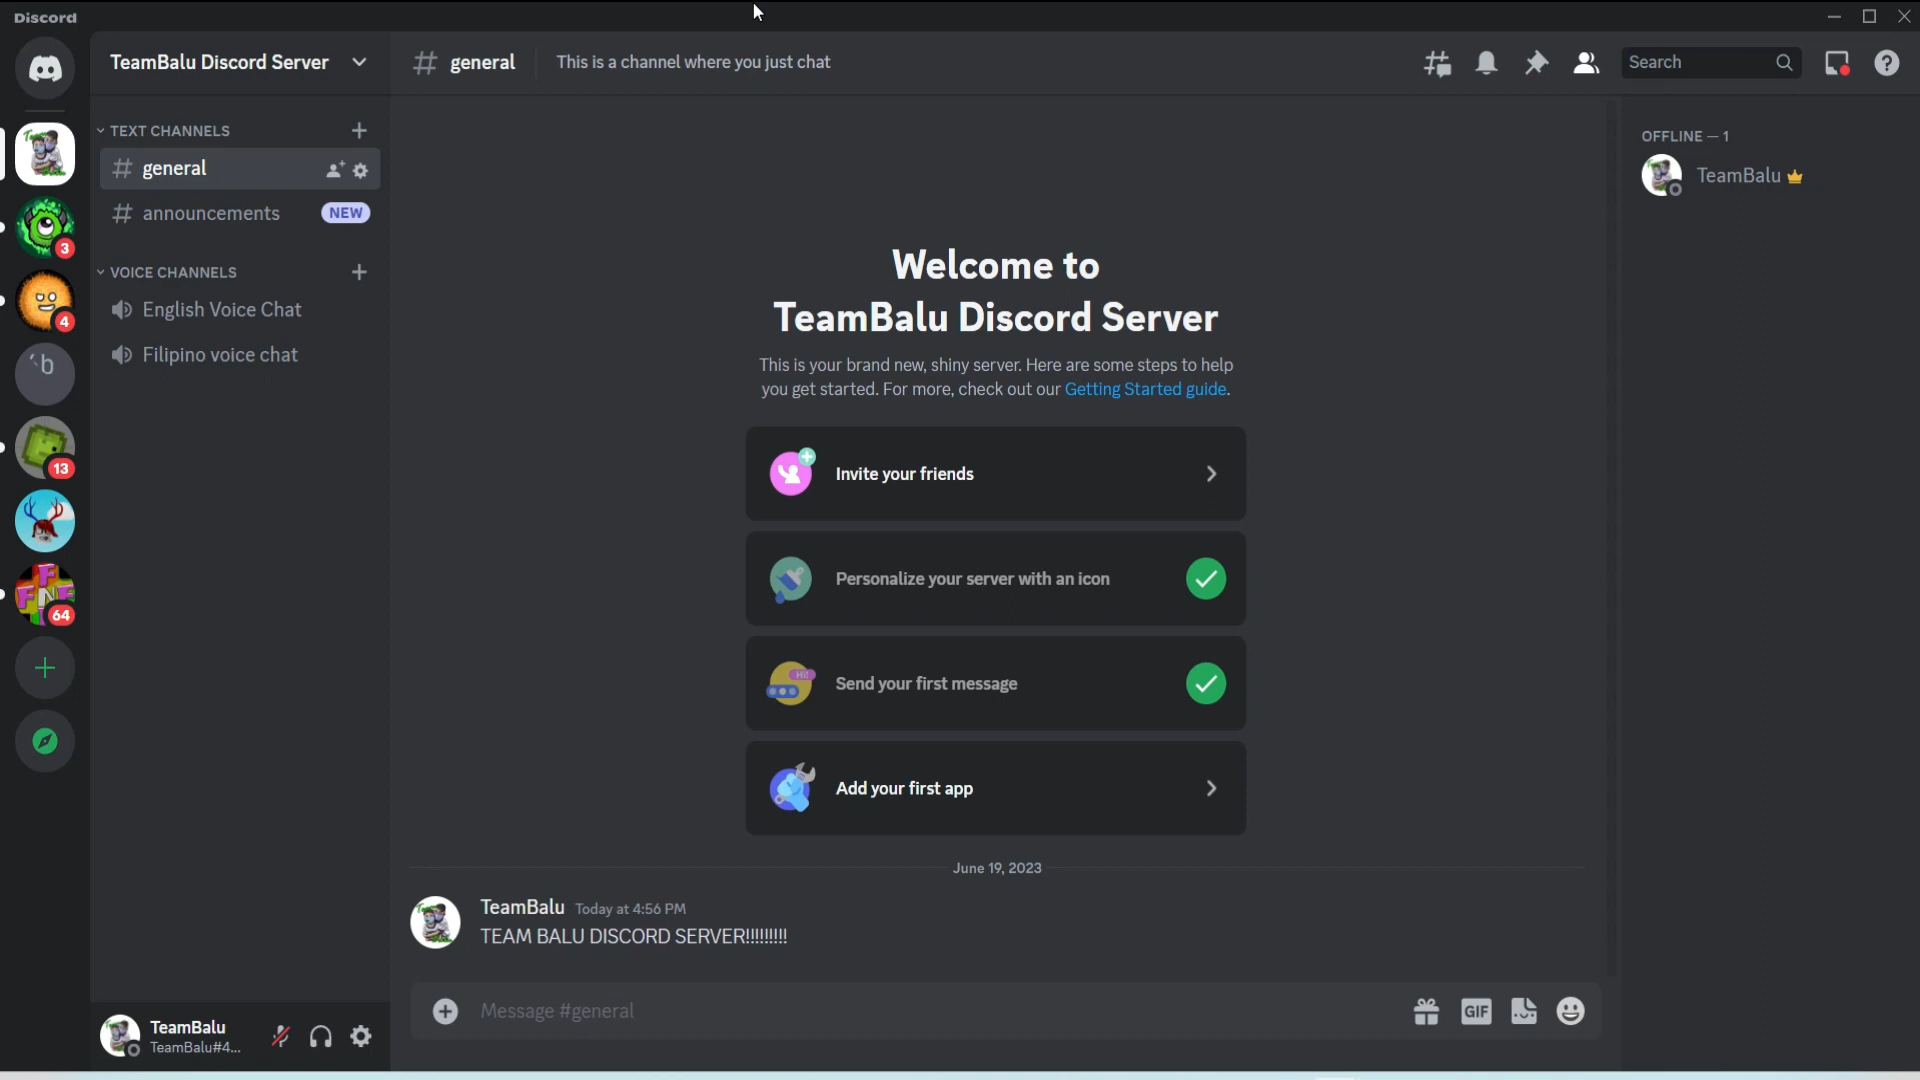 Discord
TeamBalu Discord Server
general
This is a channel where you just chat
Search
TEXT CHANNELS
general
announcements
NEW
VOICE CHANNELS
English Voice Chat
Filipino voice chat
3
4
`b
13
64
Welcome to
TeamBalu Discord Server
This is your brand new, shiny server. Here are some steps to help
you get started. For more, check out our Getting Started guide.
Invite your friends
Personalize your server with an icon
Hi!
Send your first message
Add your first app
June 19, 2023
TeamBalu Today at 4:56 PM
TEAM BALU DISCORD SERVER!!!!!!!!!
Message #general
GIF
OFFLINE — 1
TeamBalu
TeamBalu
TeamBalu#4...